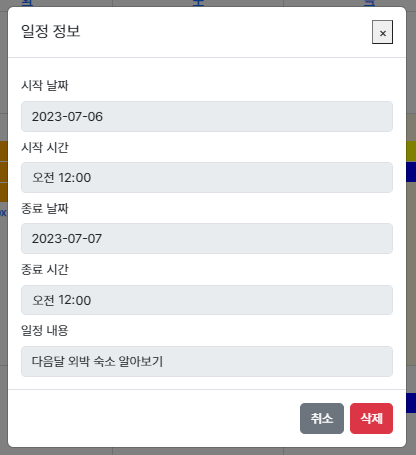 일정 정보
×
시작 날짜
2023-07-06
시작 시간
오전 12:00
종료 날짜
2023-07-07
종료 시간
오전 12:00
일정 내용
다음달 외박 숙소 알아보기
취소 삭제